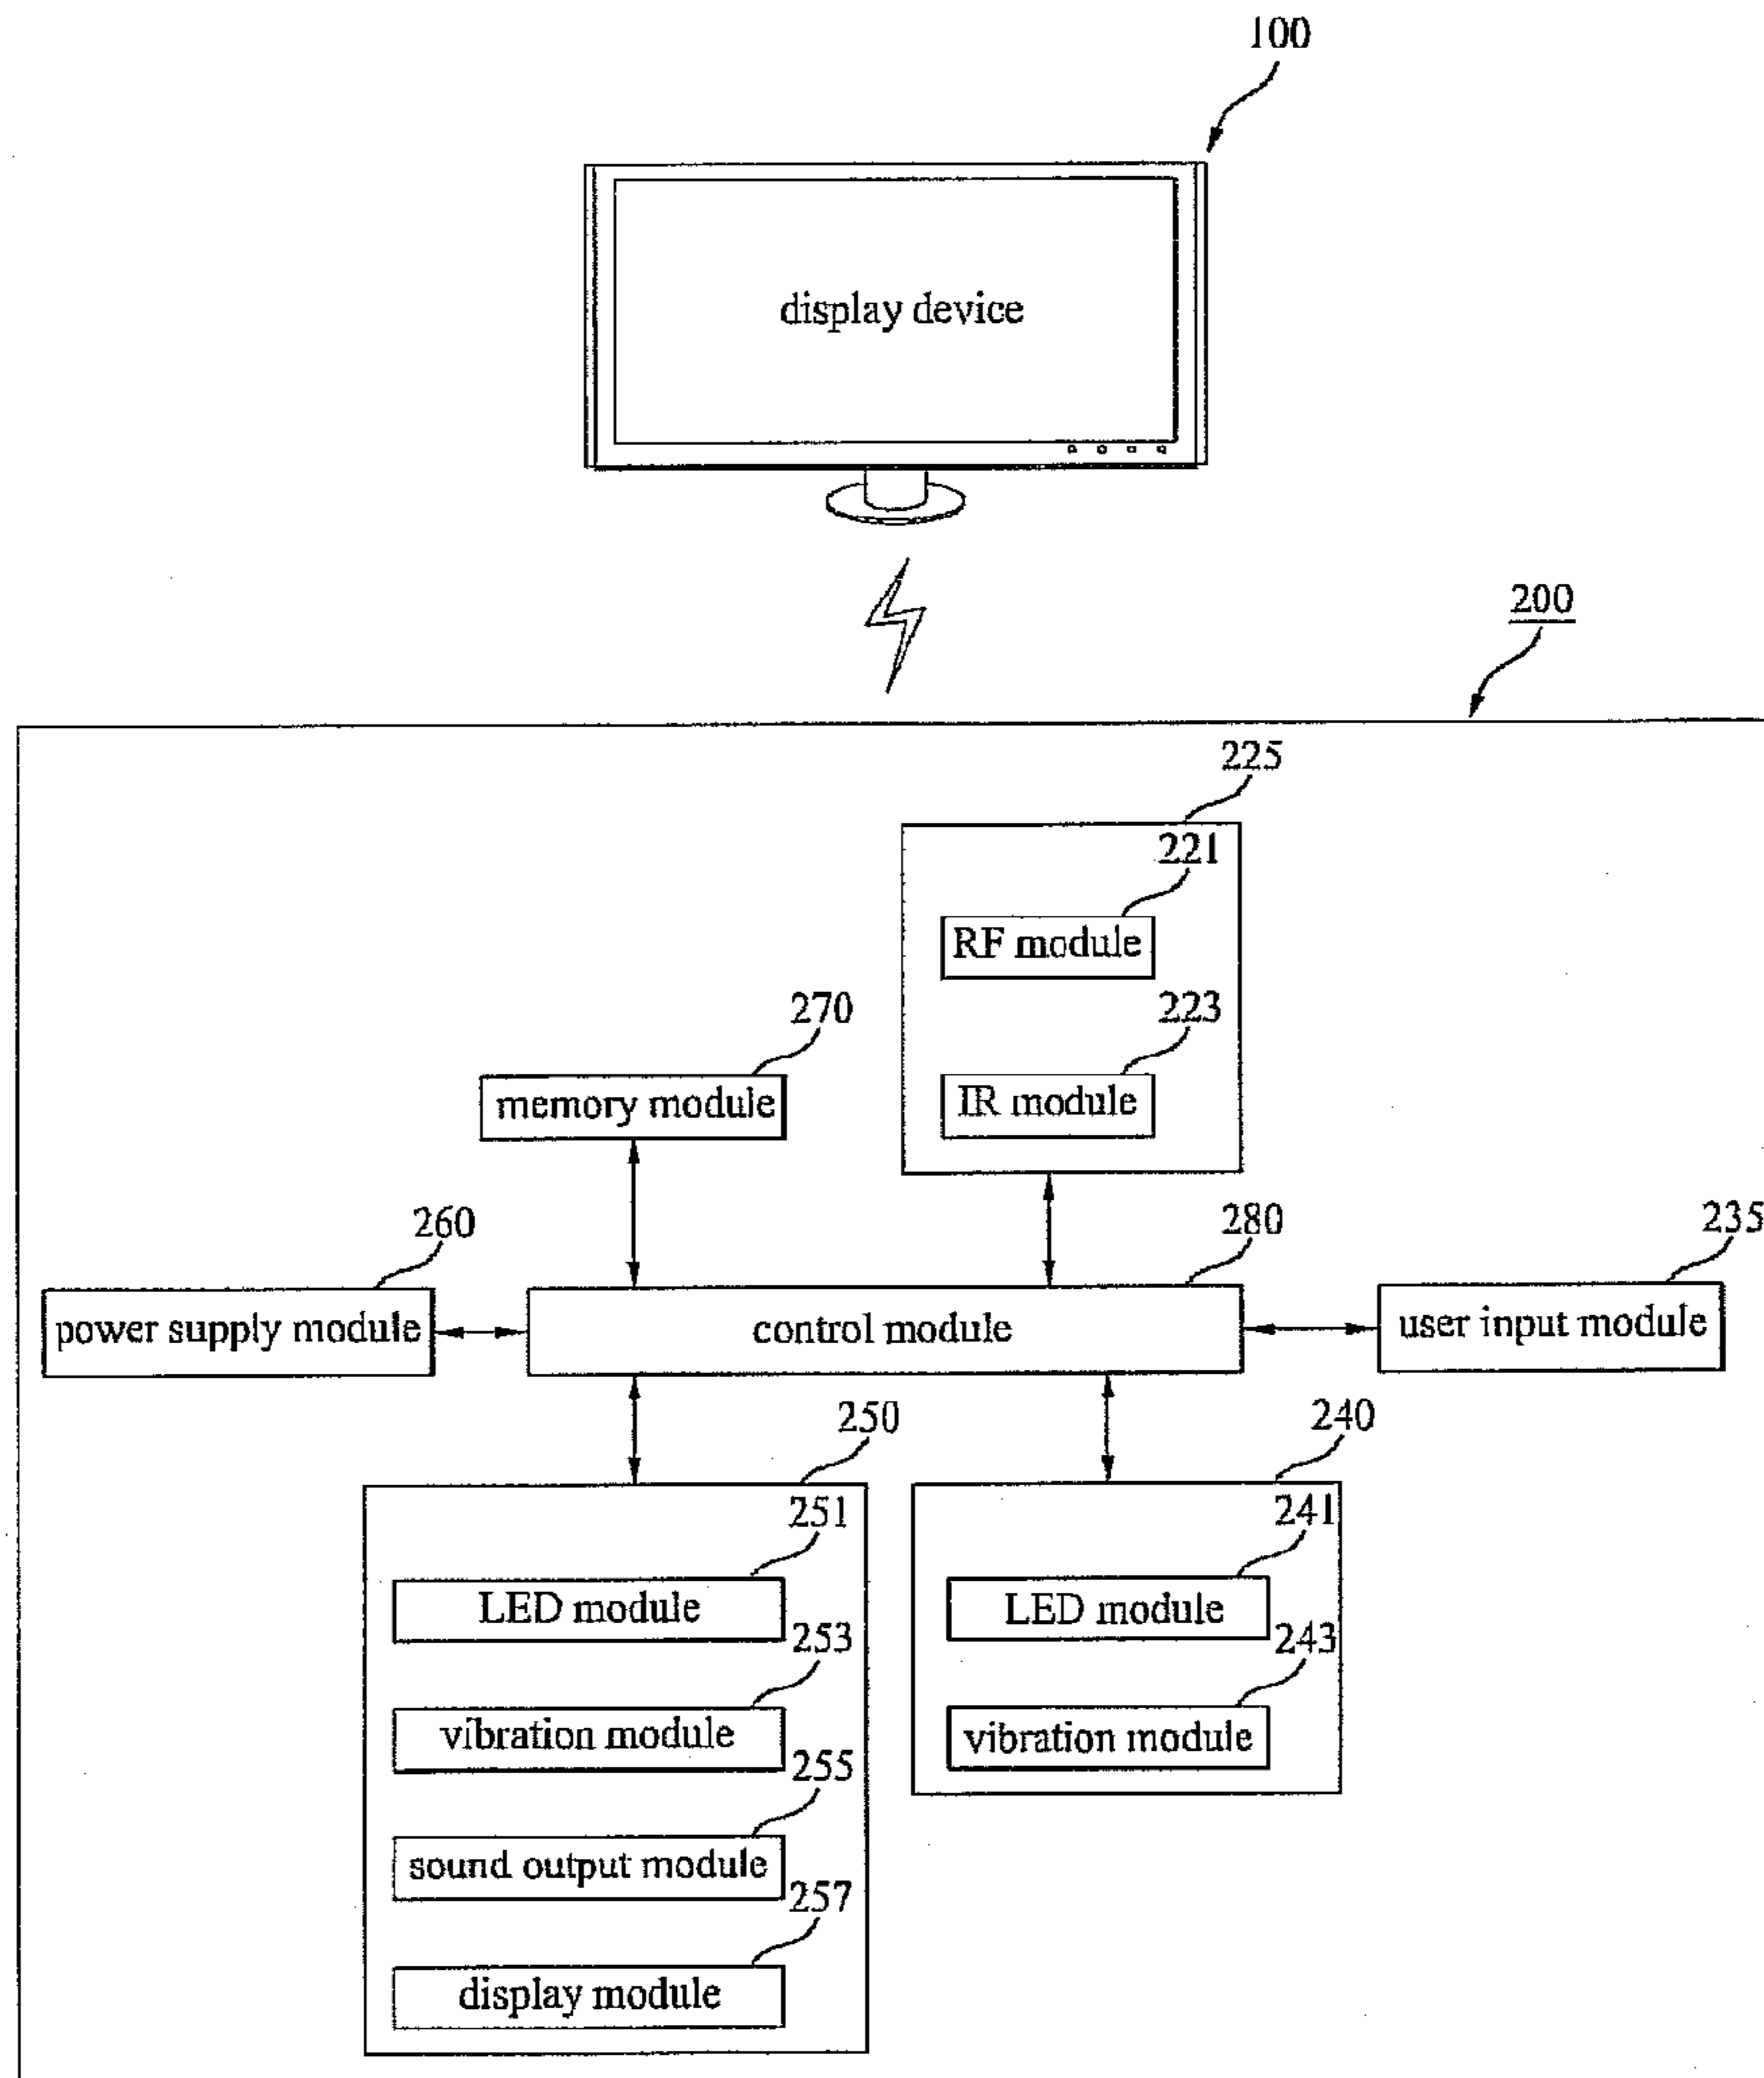 100
display device
200
225
221
RF module
270
223
memory module
IR module
260
280
235
power supply module
control module
user input module
250
240
251
241
LED module
LED module
253
243
vibration module
vibration module
255
sound output module
257
display module